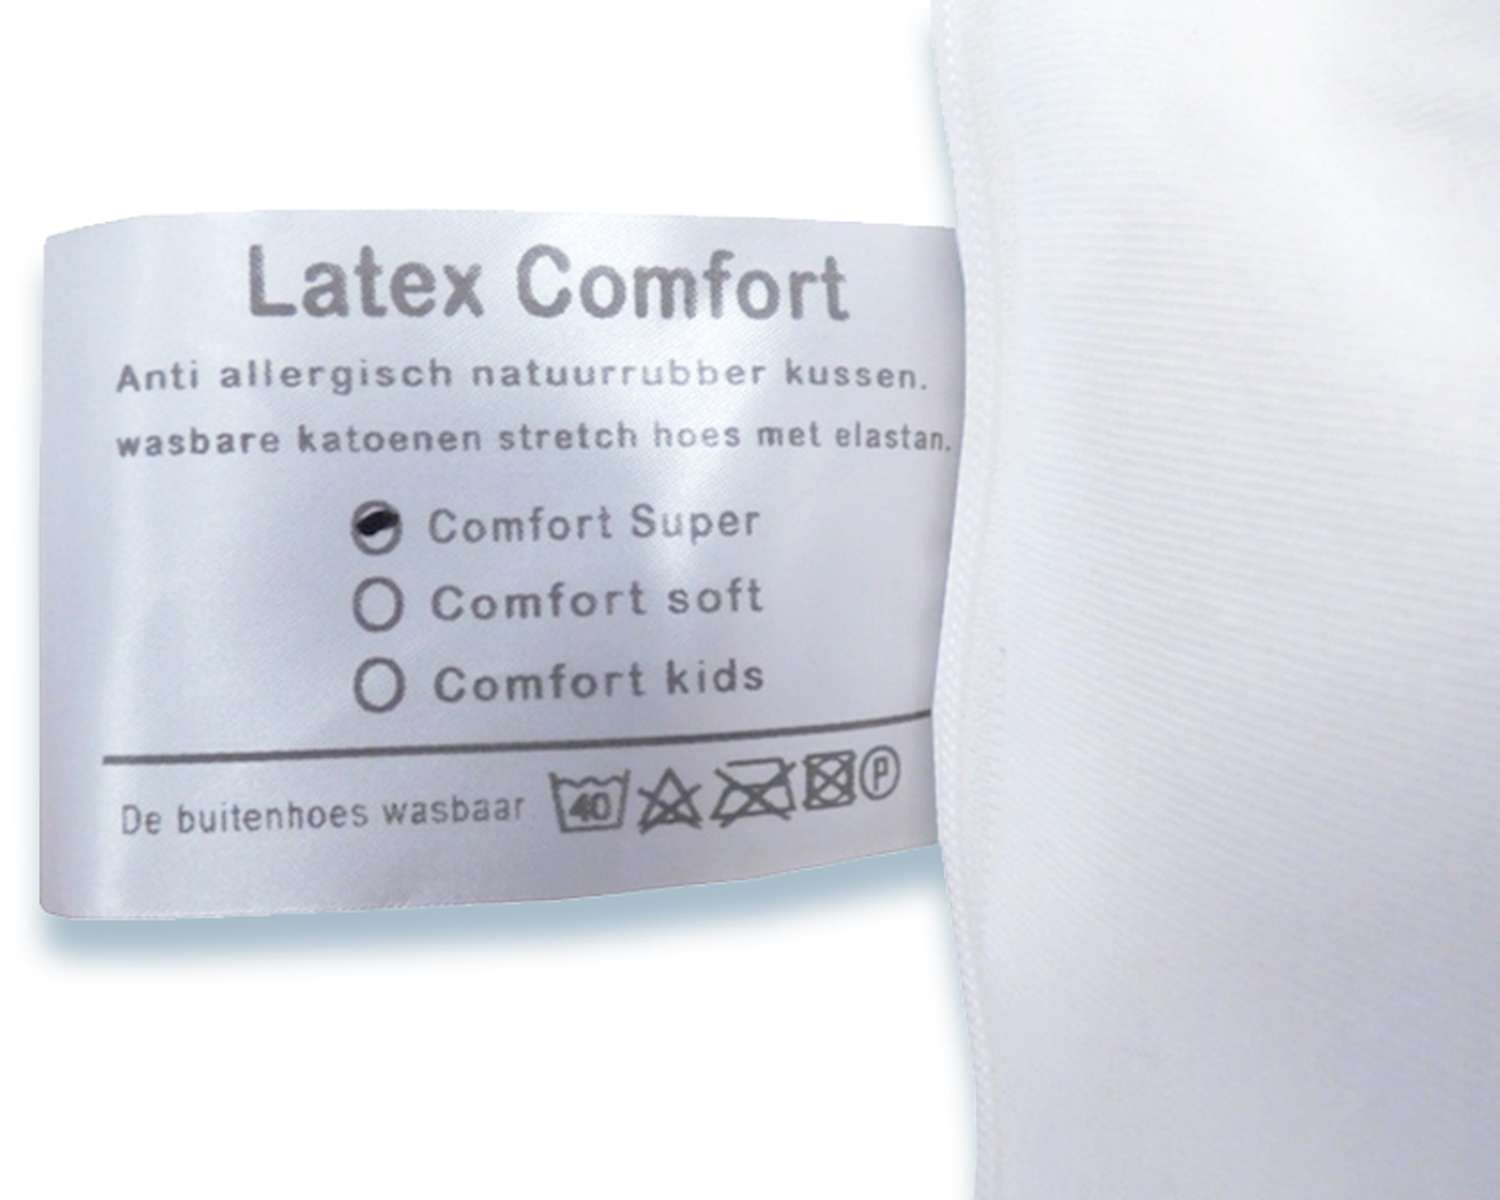 Latex Comfort
Anti allergisch natuurrubber kussen.
wasbare katoenen stretch hoes met elastan.
Comfort Super
Comfort soft
Comfort kids
De buitenhoes wasbaar 40 P